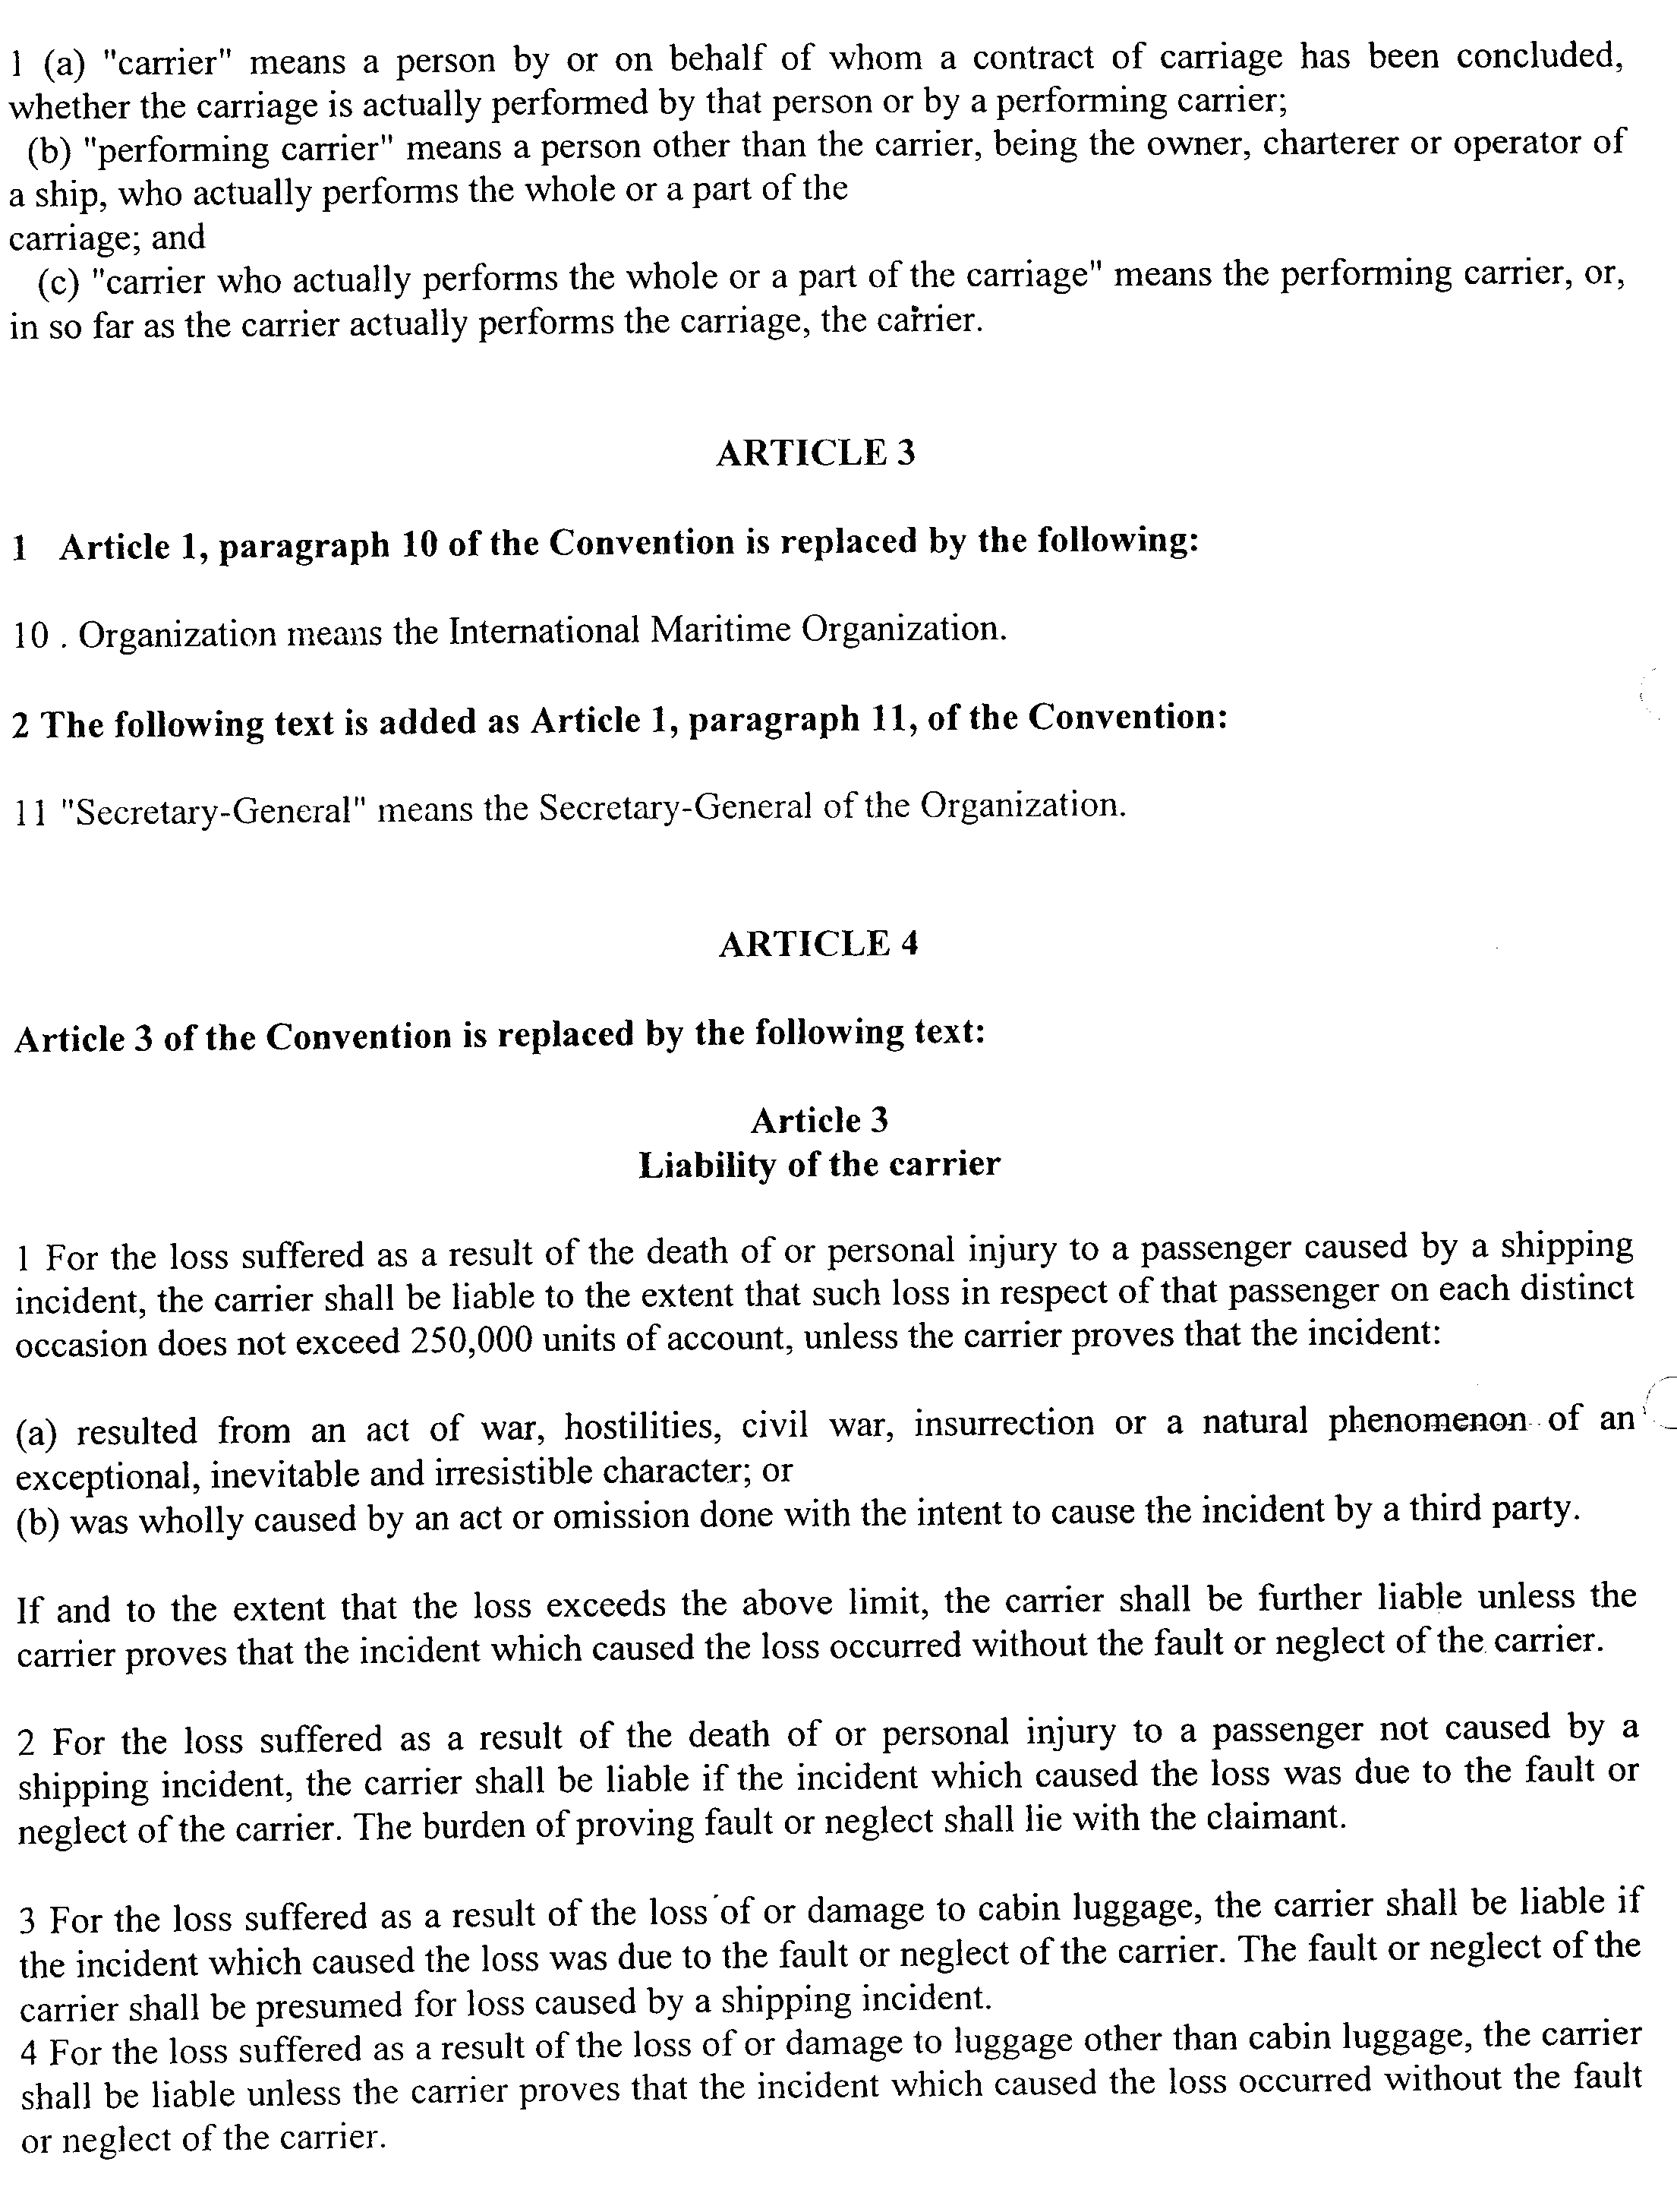 1 (a) "carrier" means a person by or on behalf of whom a contract of carriage has been concluded,
whether the carriage is actually performed by that person or by a performing carrier;
(b) "performing carrier" means a person other than the carrier, being the owner, charterer or operator of
a ship, who actually performs the whole or a part of the
carriage; and
(c) "carrier who actually performs the whole or a part of the carriage" means the performing carrier, or,
in so far as the carrier actually performs the carriage, the carrier.
ARTICLE 3
1 Article 1, paragraph 10 of the Convention is replaced by the following:
10 . Organization means the International Maritime Organization.
2 The following text is added as Article 1, paragraph 11, of the Convention:
11 "Secretary-General" means the Secretary-General of the Organization.
ARTICLE 4
Article 3 of the Convention is replaced by the following text:
Article 3
Liability of the carrier
1 For the loss suffered as a result of the death of or personal injury to a passenger caused by a shipping
incident, the carrier shall be liable to the extent that such loss in respect of that passenger on each distinct
occasion does not exceed 250,000 units of account, unless the carrier proves that the incident:
(a) resulted from an act of war, hostilities, civil war, insurrection or a natural phenomenon of an
exceptional, inevitable and irresistible character; or
(b) was wholly caused by an act or omission done with the intent to cause the incident by a third party.
If and to the extent that the loss exceeds the above limit, the carrier shall be further liable unless the
carrier proves that the incident which caused the loss occurred without the fault or neglect of the carrier.
2 For the loss suffered as a result of the death of or personal injury to a passenger not caused by a
shipping incident, the carrier shall be liable if the incident which caused the loss was due to the fault or
neglect of the carrier. The burden of proving fault or neglect shall lie with the claimant.
3 For the loss suffered as a result of the loss of or damage to cabin luggage, the carrier shall be liable if
the incident which caused the loss was due to the fault or neglect of the carrier. The fault or neglect of the
carrier shall be presumed for loss caused by a shipping incident.
4 For the loss suffered as a result of the loss of or damage to luggage other than cabin luggage, the carrier
shall be liable unless the carrier proves that the incident which caused the loss occurred without the fault
or neglect of the carrier.